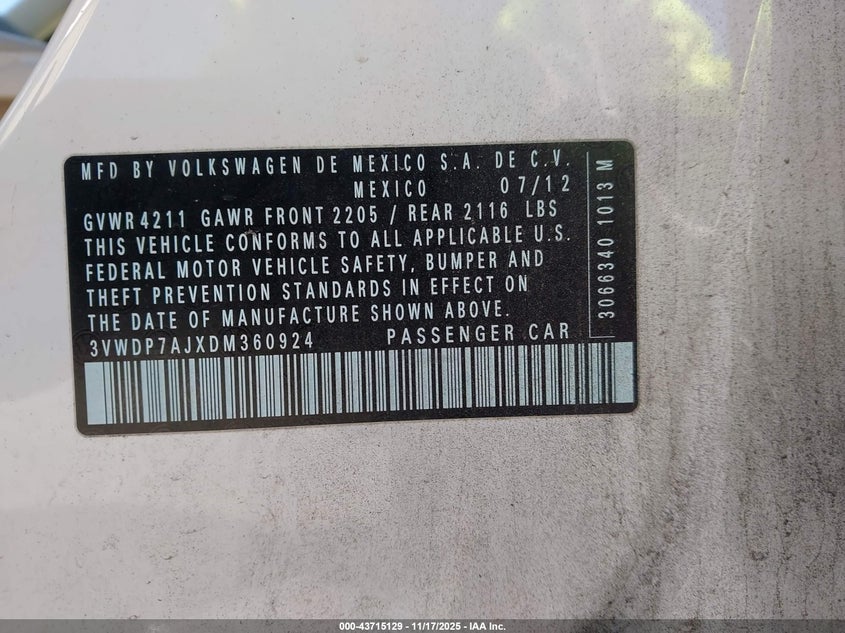 MFD BY VOLKSWAGEN DE MEXICO S.A. DE C.V.
MEXICO 07/12
GVWR 4211 GAWR FRONT 2205 / REAR 2116 LBS
THIS VEHICLE CONFORMS TO ALL APPLICABLE U.S.
FEDERAL MOTOR VEHICLE SAFETY, BUMPER AND
THEFT PREVENTION STANDARDS IN EFFECT ON
THE DATE OF MANUFACTURE SHOWN ABOVE.
3VWDP7AJXDM360924 PASSENGER CAR
3066340 1013 M
000-43715129 - 11/17/2025 - IAA Inc.